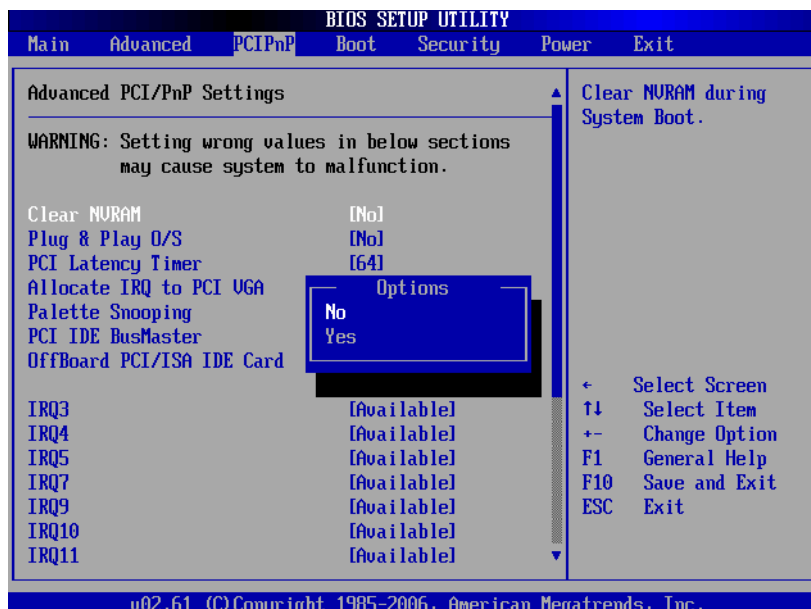 BIOS SETUP UTILITY
Main Advanced PCIPnP Boot Security Power Exit
Advanced PCI/PnP Settings
WARNING: Setting wrong values in below sections
may cause system to malfunction.
Clear NVRAM [No]
Plug & Play O/S [No]
PCI Latency Timer [64]
Allocate IRQ to PCI VGA
Palette Snooping
PCI IDE BusMaster
OffBoard PCI/ISA IDE Card
Options
No
Yes
IRQ3 [Available]
IRQ4 [Available]
IRQ5 [Available]
IRQ7 [Available]
IRQ9 [Available]
IRQ10 [Available]
IRQ11 [Available]
Clear NVRAM during
System Boot.
← Select Screen
↑↓ Select Item
+- Change Option
F1 General Help
F10 Save and Exit
ESC Exit
v02.61 (C)Copyright 1985-2006, American Megatrends, Inc.